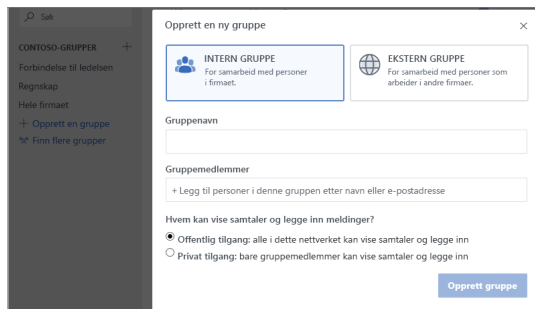 Søk
CONTOSO-GRUPPER +
Forbindelse til ledelsen
Regnskap
Hele firmaet
+ Opprett en gruppe
Finn flere grupper
Opprett en ny gruppe
INTERN GRUPPE
For samarbeid med personer
i firmaet.
EKSTERN GRUPPE
For samarbeid med personer som
arbeider i andre firmaer.
Gruppenavn
Gruppemedlemmer
+ Legg til personer i denne gruppen etter navn eller e-postadresse
Hvem kan vise samtaler og legge inn meldinger?
Offentlig tilgang: alle i dette nettverket kan vise samtaler og legge inn
Privat tilgang: bare gruppemedlemmer kan vise samtaler og legge inn
Opprett gruppe